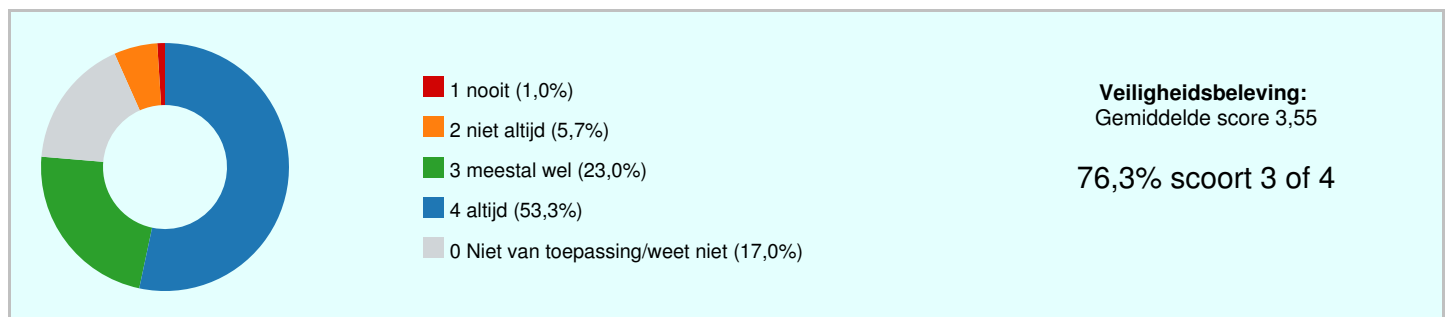 1 nooit (1,0%)
2 niet altijd (5,7%)
3 meestal wel (23,0%)
4 altijd (53,3%)
0 Niet van toepassing/weet niet (17,0%)
Veiligheidsbeleving:
Gemiddelde score 3,55
76,3% scoort 3 of 4